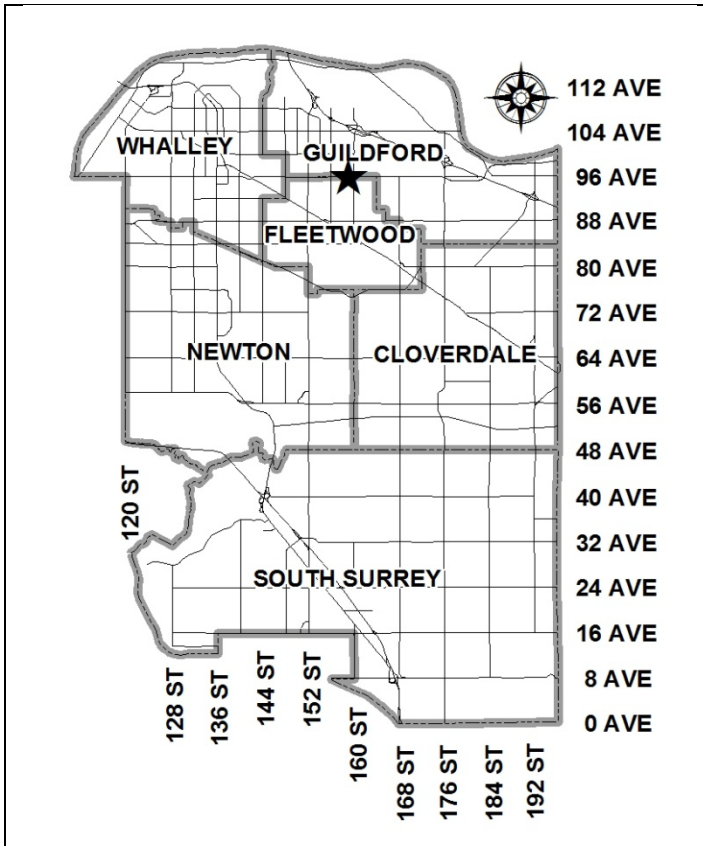 112 AVE
104 AVE
WHALLEY
GUILDFORD
96 AVE
88 AVE
FLEETWOOD
80 AVE
72 AVE
NEWTON
CLOVERDALE
64 AVE
56 AVE
48 AVE
120 ST
40 AVE
32 AVE
SOUTH SURREY
24 AVE
16 AVE
8 AVE
0 AVE
128 ST
136 ST
144 ST
152 ST
160 ST
168 ST
176 ST
184 ST
192 ST